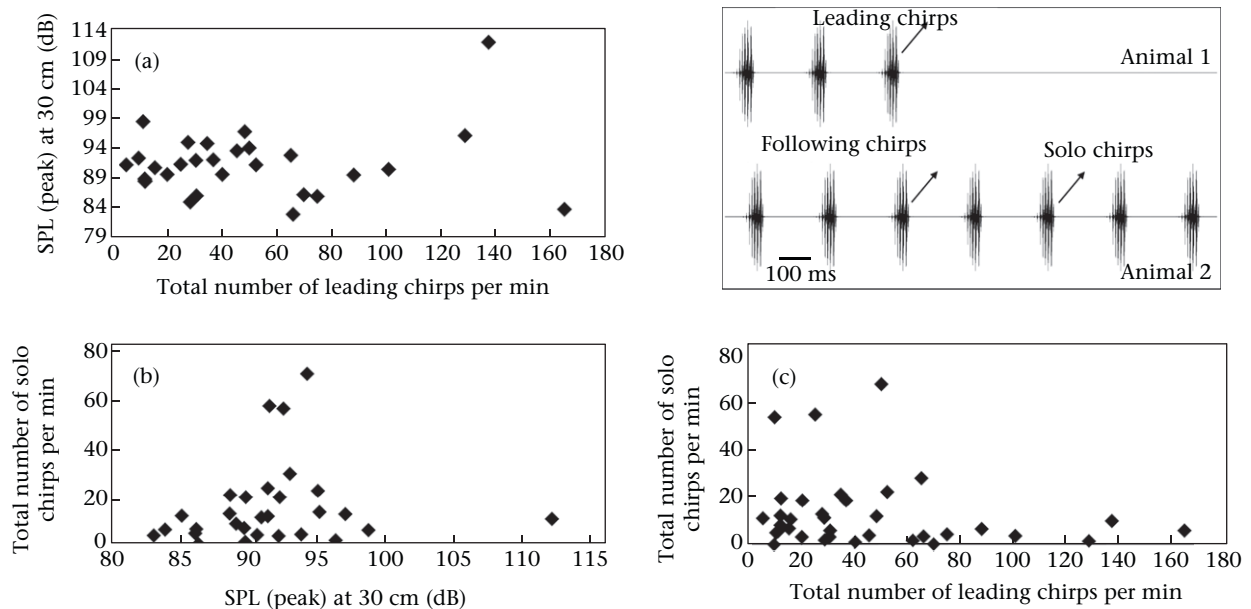 114
109
104
99
94
89
84
79
SPL (peak) at 30 cm (dB)
(a)
0 20 40 60 80 100 120 140 160 180
Total number of leading chirps per min
Leading chirps
Animal 1
Following chirps
Solo chirps
100 ms
Animal 2
80
60
40
20
0
Total number of solo
chirps per min
(b)
80 85 90 95 100 105 110 115
SPL (peak) at 30 cm (dB)
80
60
40
20
0
Total number of solo
chirps per min
(c)
0 20 40 60 80 100 120 140 160 180
Total number of leading chirps per min